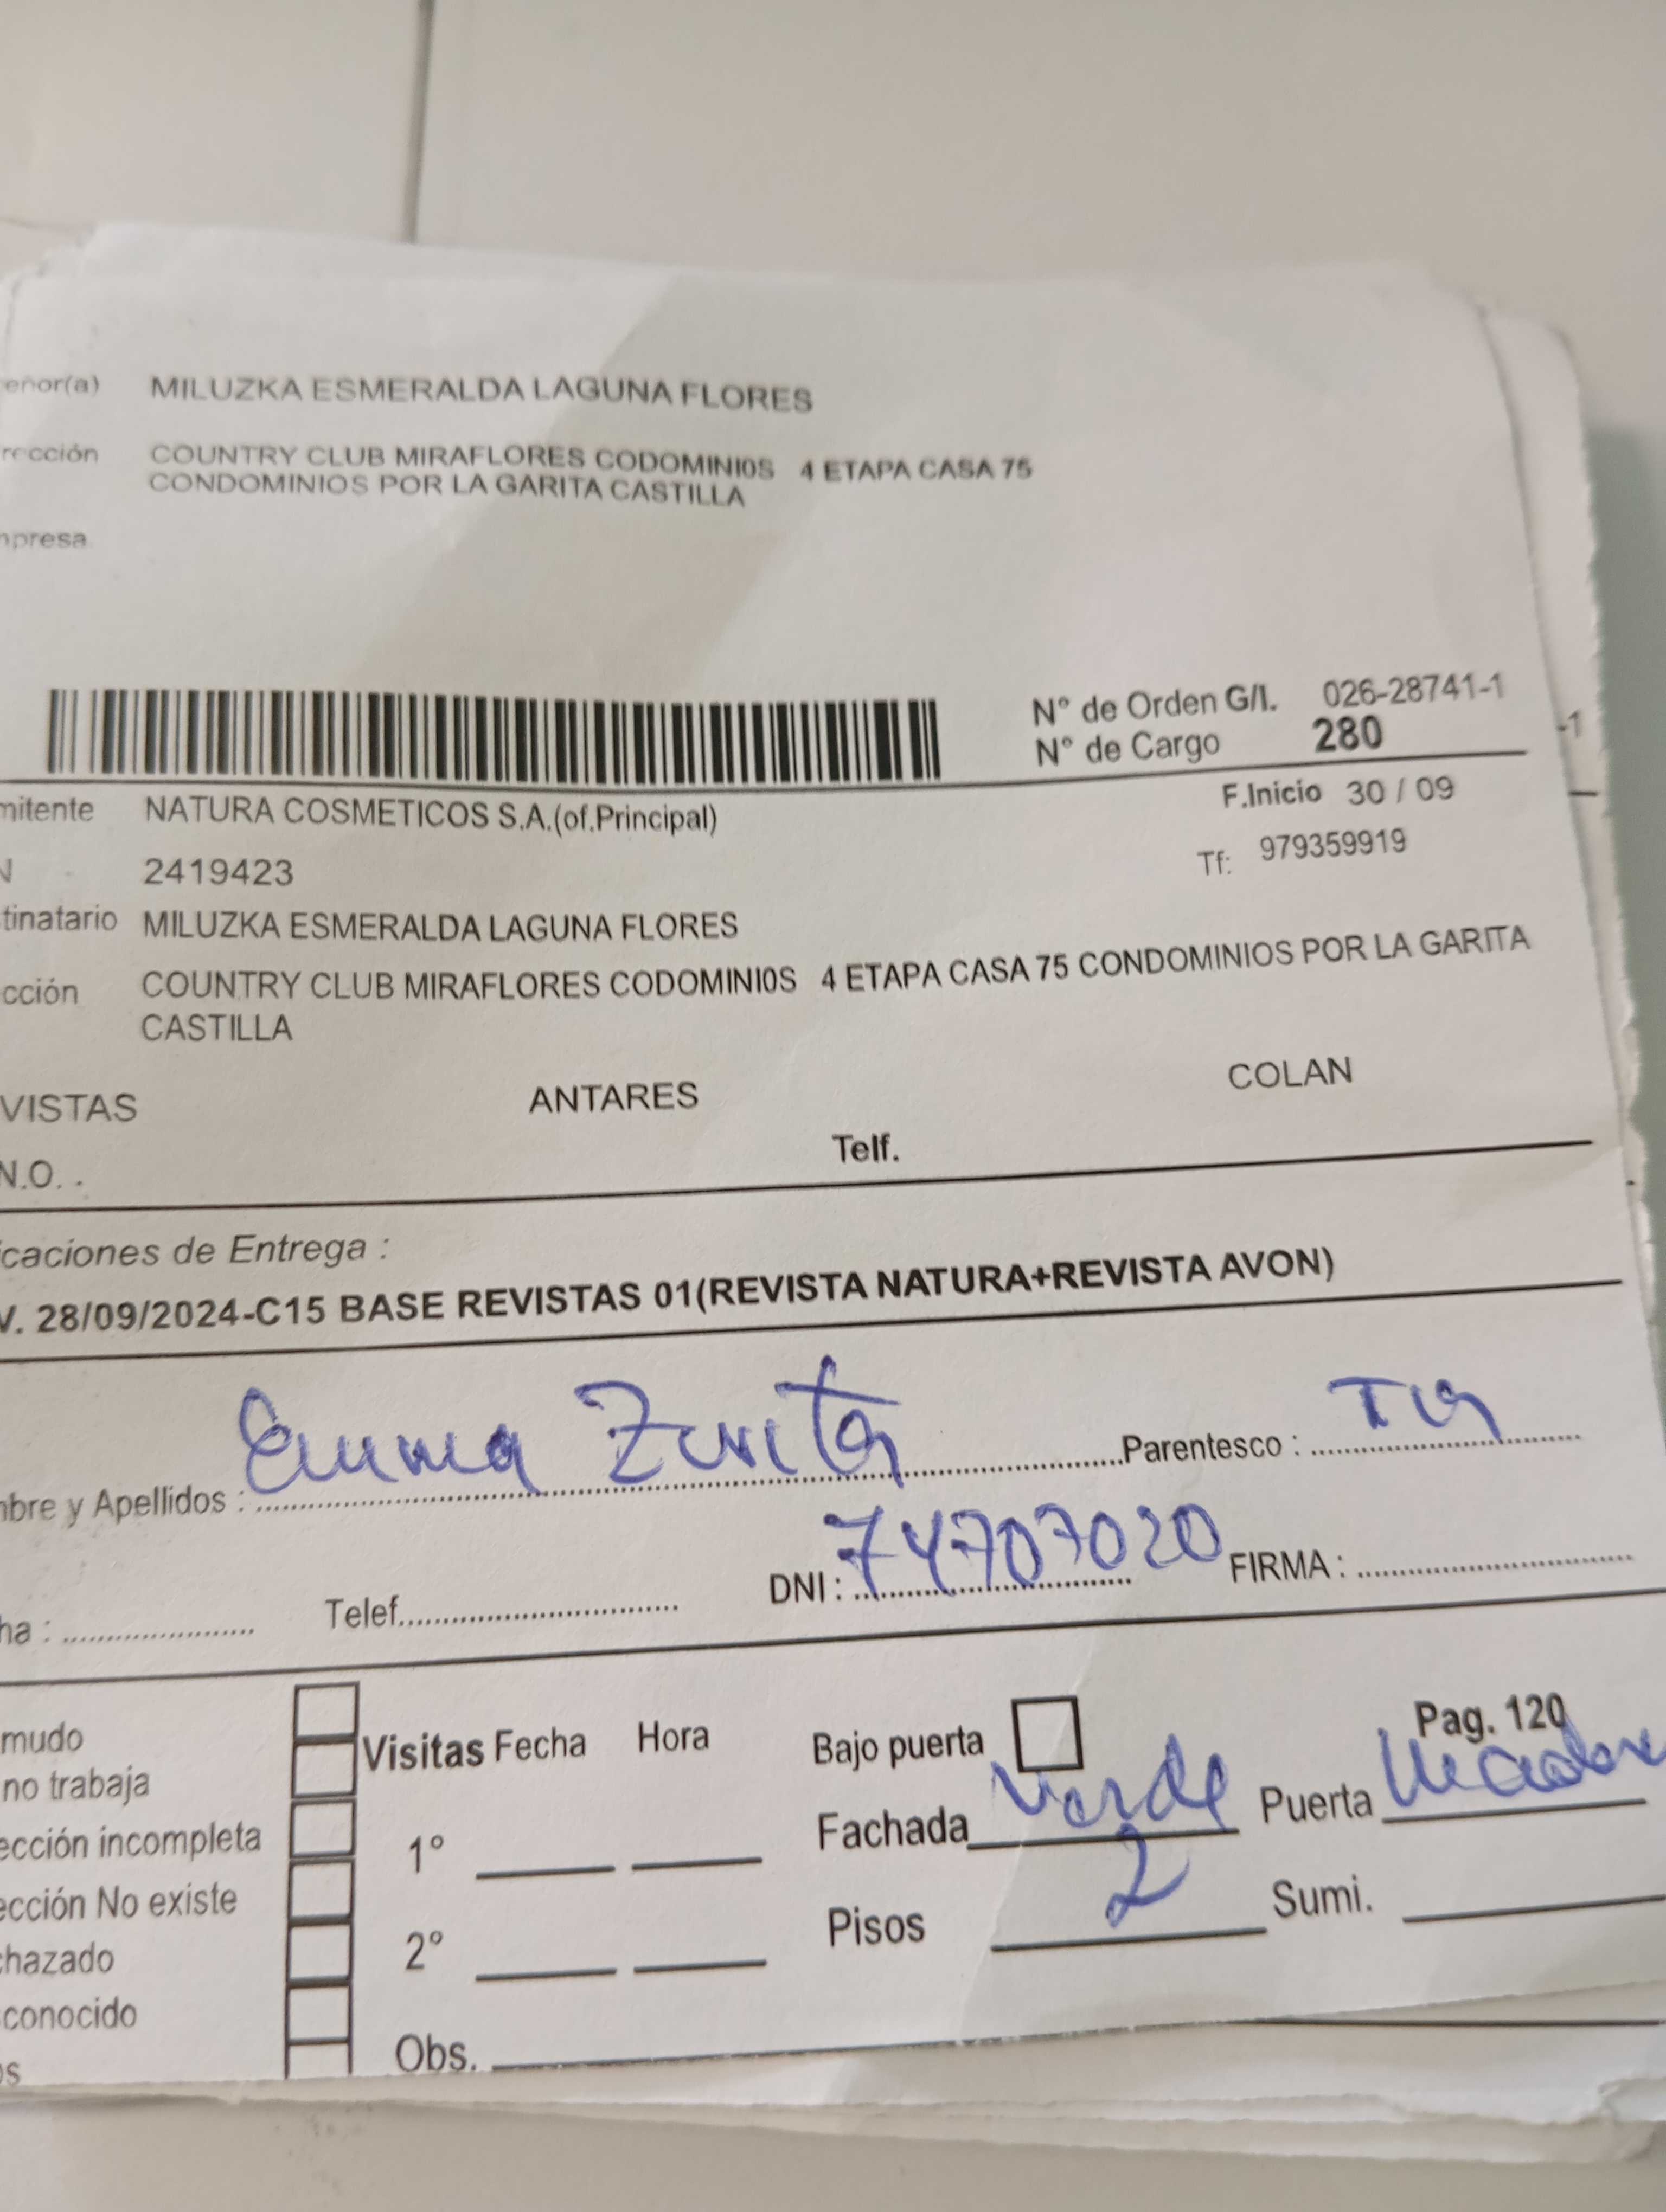 eñor(a) MILUZKA ESMERALDA LAGUNA FLORES
rección COUNTRY CLUB MIRAFLORES CODOMINI0S 4 ETAPA CASA 75
CONDOMINIOS POR LA GARITA CASTILLA
mpresa
N° de Orden G/I. 026-28741-1
N° de Cargo 280
-1
mitente NATURA COSMETICOS S.A.(of.Principal) F.Inicio 30 / 09
N 2419423 Tf: 979359919
tinatario MILUZKA ESMERALDA LAGUNA FLORES
cción COUNTRY CLUB MIRAFLORES CODOMINI0S 4 ETAPA CASA 75 CONDOMINIOS POR LA GARITA
CASTILLA
VISTAS ANTARES COLAN
N.O. . Telf.
icaciones de Entrega :
V. 28/09/2024-C15 BASE REVISTAS 01(REVISTA NATURA+REVISTA AVON)
mbre y Apellidos : Emma Zurita Parentesco : Tia
ha : Telef. DNI : 74707020 FIRMA :
mudo Visitas Fecha Hora Bajo puerta Pag. 120
no trabaja
ección incompleta 1° Fachada verde Puerta
ección No existe
chazado 2° Pisos 2 Sumi.
conocido
os Obs.